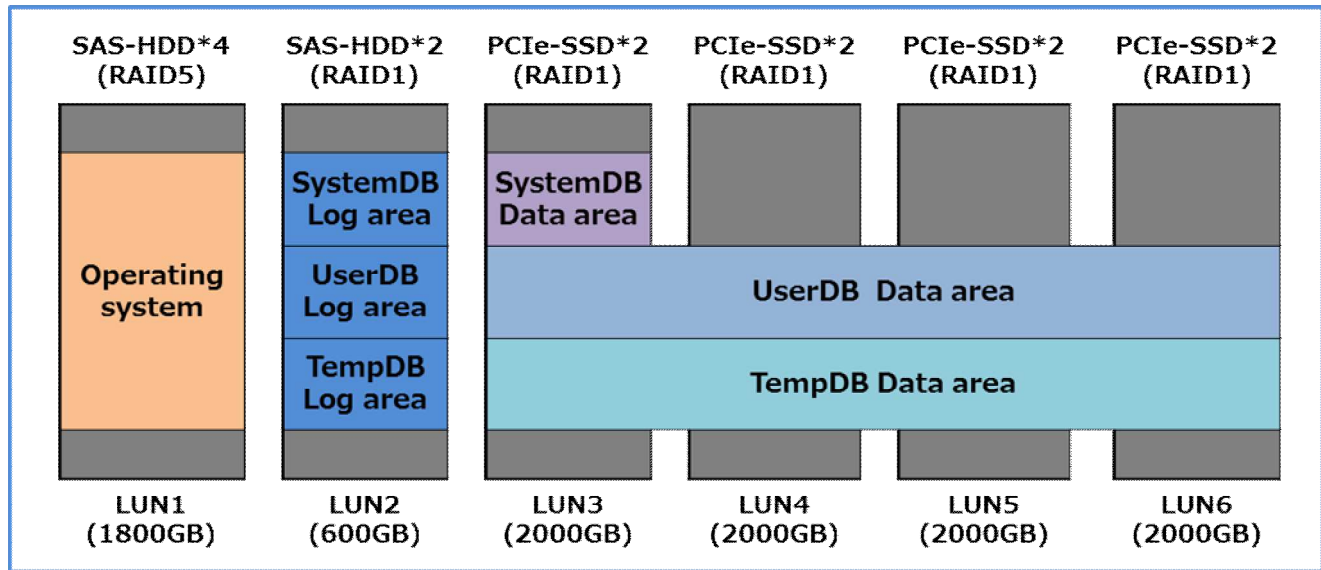 SAS-HDD*4
(RAID5)
SAS-HDD*2
(RAID1)
PCIe-SSD*2
(RAID1)
PCIe-SSD*2
(RAID1)
PCIe-SSD*2
(RAID1)
PCIe-SSD*2
(RAID1)
Operating
system
SystemDB
Log area
UserDB
Log area
TempDB
Log area
SystemDB
Data area
UserDB Data area
TempDB Data area
LUN1
(1800GB)
LUN2
(600GB)
LUN3
(2000GB)
LUN4
(2000GB)
LUN5
(2000GB)
LUN6
(2000GB)